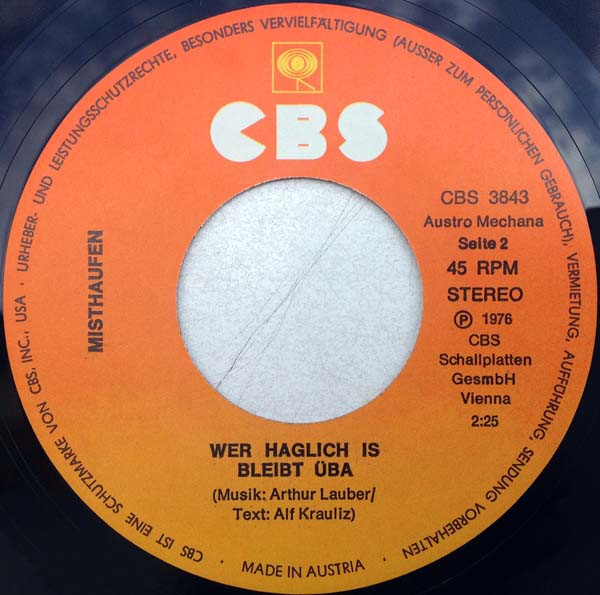 URHEBER- UND LEISTUNGSSCHUTZRECHTE, BESONDERS VERVIELFÄLTIGUNG (AUSSER ZUM PERSÖNLICHEN GEBRAUCH), VERMIETUNG, AUFFÜHRUNG, SENDUNG VORBEHALTEN
CBS
CBS 3843
Austro Mechana
Seite 2
45 RPM
STEREO
Ⓟ 1976
CBS
Schallplatten
GesmbH
Vienna
2:25
MISTHAUFEN
WER HAGLICH IS
BLEIBT ÜBA
(Musik: Arthur Lauber/
Text: Alf Krauliz)
CBS IST EINE SCHUTZMARKE VON CBS, INC., USA ·
· MADE IN AUSTRIA ·